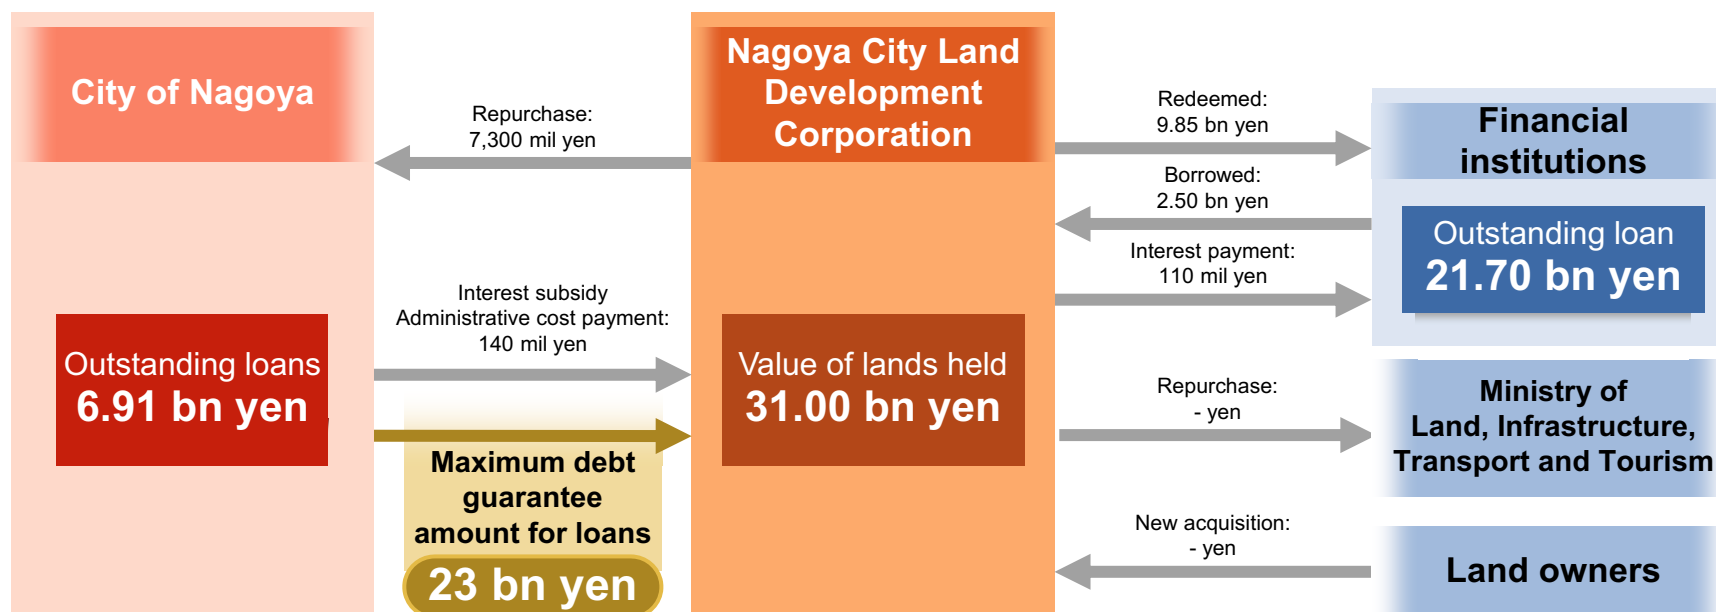 City of Nagoya
Outstanding loans
6.91 bn yen
Repurchase:
7,300 mil yen
Interest subsidy
Administrative cost payment:
140 mil yen
Maximum debt
guarantee
amount for loans
23 bn yen
Nagoya City Land
Development
Corporation
Value of lands held
31.00 bn yen
Redeemed:
9.85 bn yen
Borrowed:
2.50 bn yen
Interest payment:
110 mil yen
Repurchase:
- yen
New acquisition:
- yen
Financial
institutions
Outstanding loan
21.70 bn yen
Ministry of
Land, Infrastructure,
Transport and Tourism
Land owners